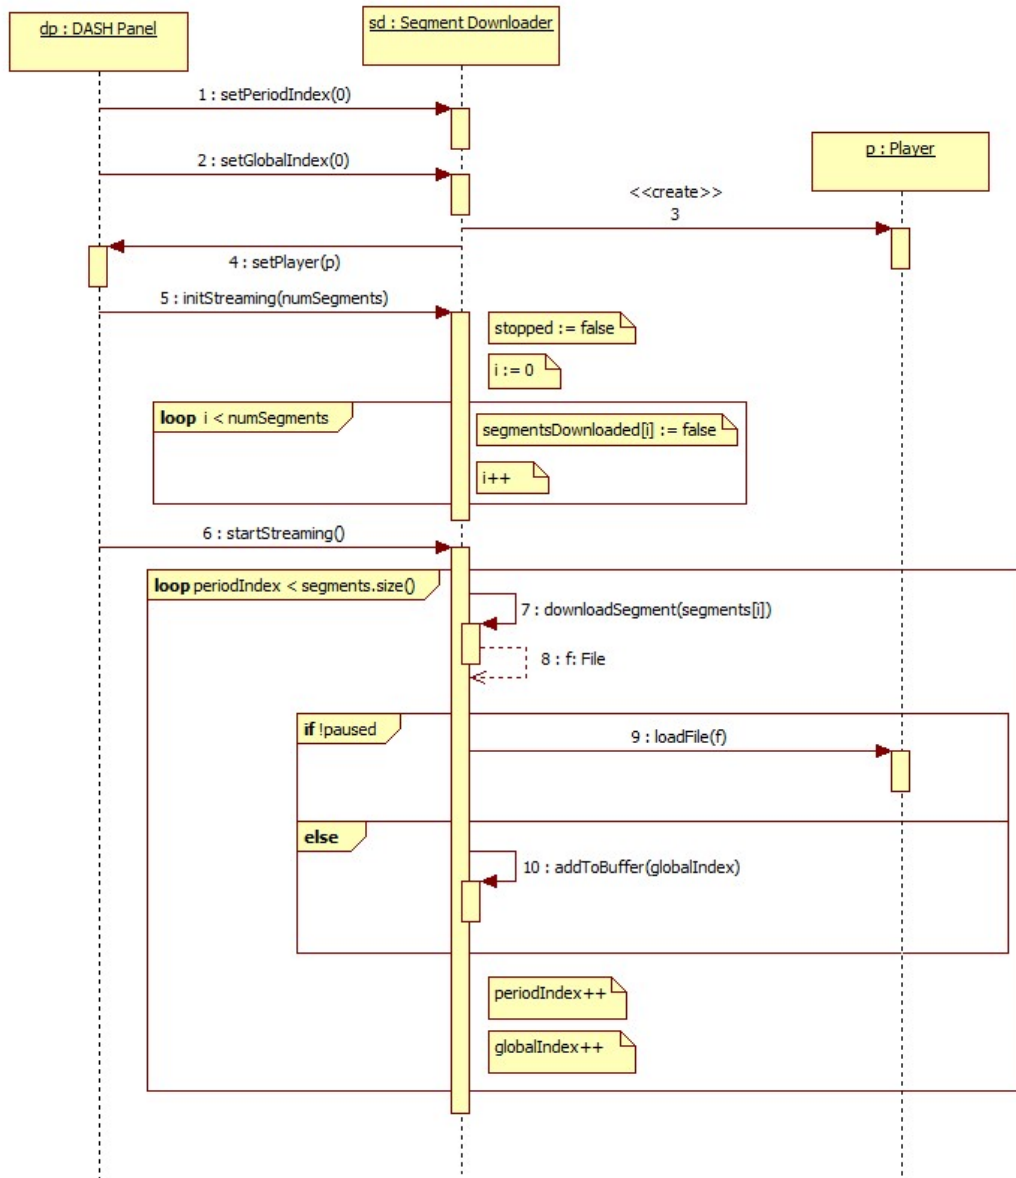 dp : DASH Panel
sd : Segment Downloader
1 : setPeriodIndex(0)
p : Player
2 : setGlobalIndex(0)
<<create>>
3
4 : setPlayer(p)
5 : initStreaming(numSegments)
stopped := false
i := 0
loop i < numSegments
segmentsDownloaded[i] := false
i++
6 : startStreaming()
loop periodIndex < segments.size()
7 : downloadSegment(segments[i])
8 : f: File
if !paused
9 : loadFile(f)
else
10 : addToBuffer(globalIndex)
periodIndex++
globalIndex++